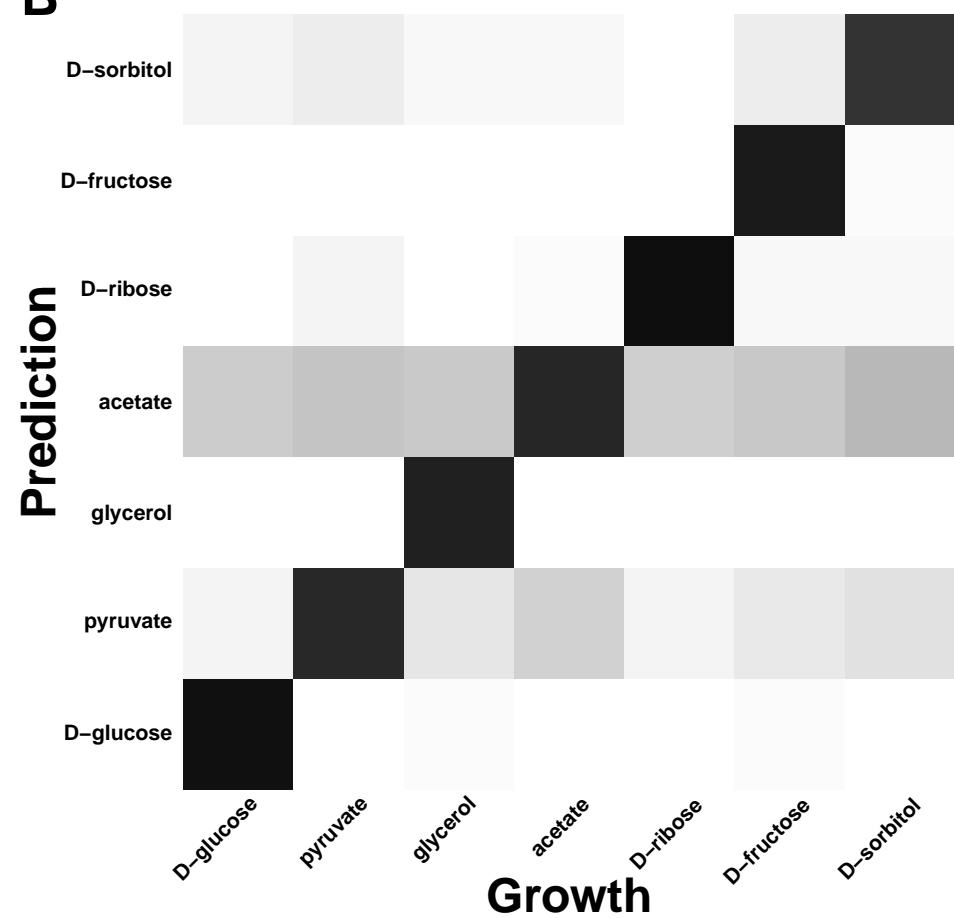 B
D–sorbitol
D–fructose
D–ribose
acetate
glycerol
pyruvate
D–glucose
Prediction
D–glucose
pyruvate
glycerol
acetate
D–ribose
D–fructose
D–sorbitol
Growth